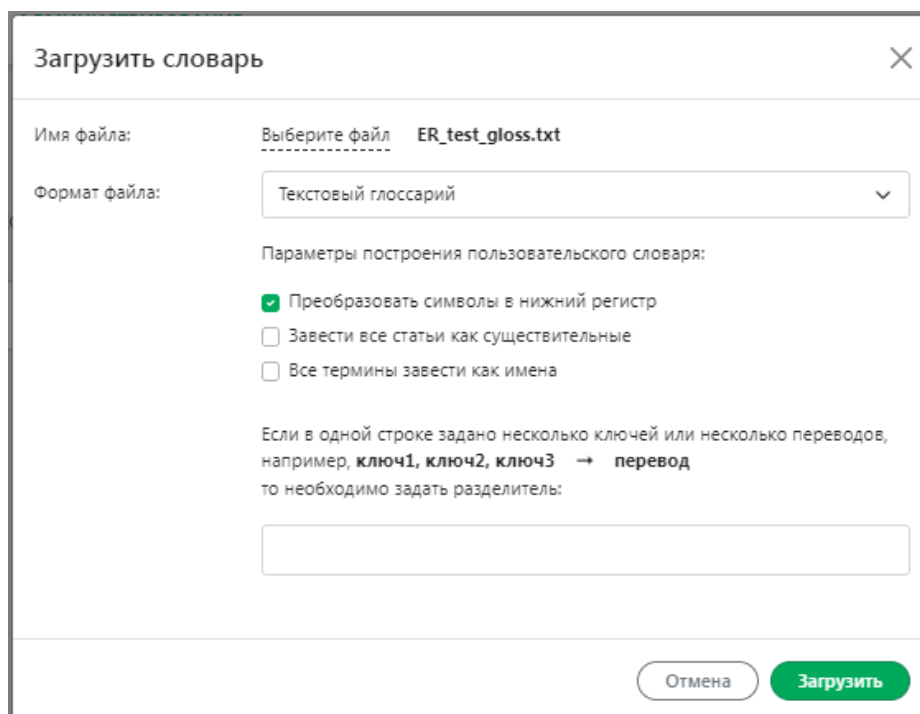 Загрузить словарь
Имя файла: Выберите файл ER_test_gloss.txt
Формат файла: Текстовый глоссарий
Параметры построения пользовательского словаря:
Преобразовать символы в нижний регистр
Завести все статьи как существительные
Все термины завести как имена
Если в одной строке задано несколько ключей или несколько переводов,
например, ключ1, ключ2, ключ3 → перевод
то необходимо задать разделитель:
Отмена Загрузить